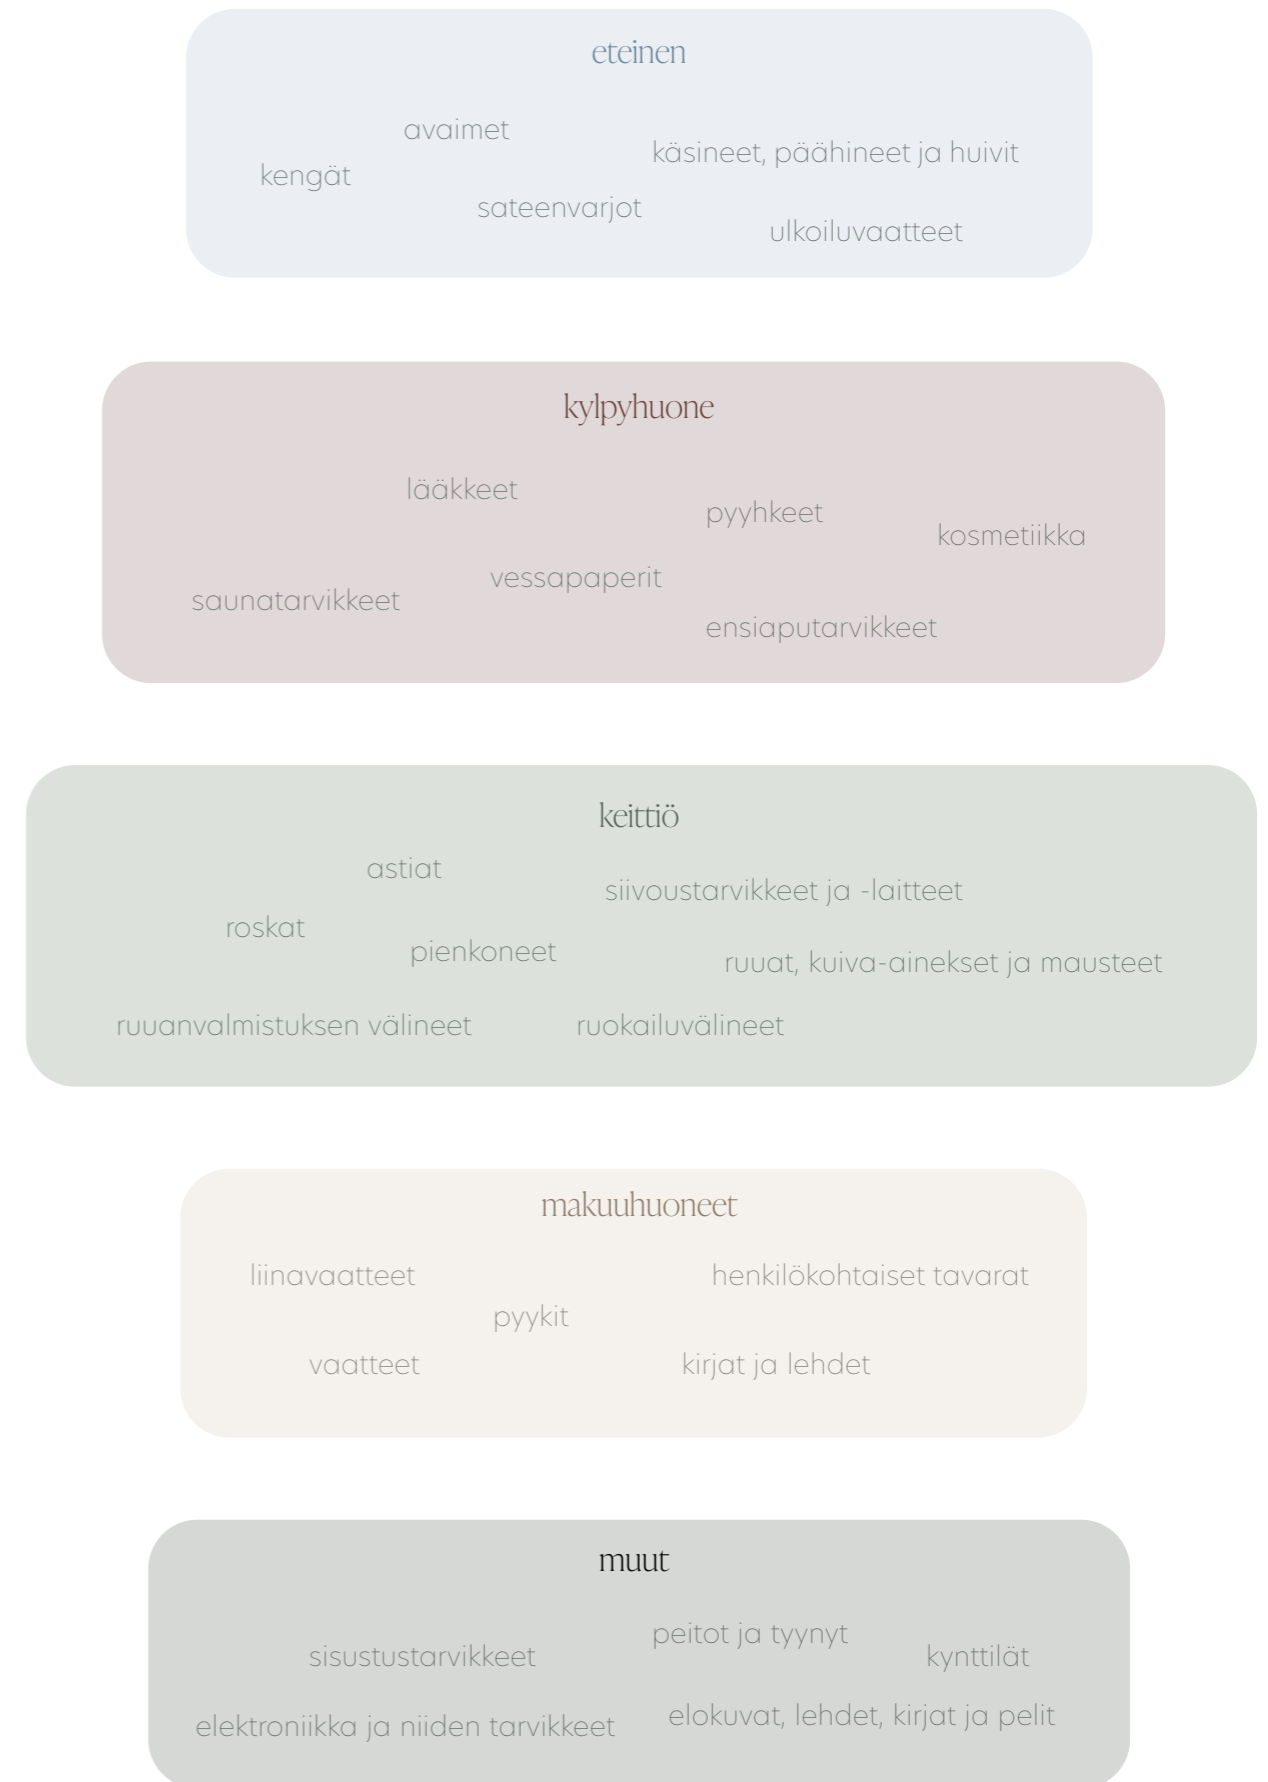 eteinen
avaimet
käsineet, päähineet ja huivit
kengät
sateenvarjot
ulkoiluvaatteet
kylpyhuone
lääkkeet
pyyhkeet
kosmetiikka
vessapaperit
saunatarvikkeet
ensiaputarvikkeet
keittiö
astiat
siivoustarvikkeet ja -laitteet
roskat
pienkoneet
ruuat, kuiva-ainekset ja mausteet
ruuanvalmistuksen välineet
ruokailuvälineet
makuuhuoneet
liinavaatteet
henkilökohtaiset tavarat
pyykit
vaatteet
kirjat ja lehdet
muut
peitot ja tyynyt
sisustustarvikkeet
kynttilät
elokuvat, lehdet, kirjat ja pelit
elektroniikka ja niiden tarvikkeet